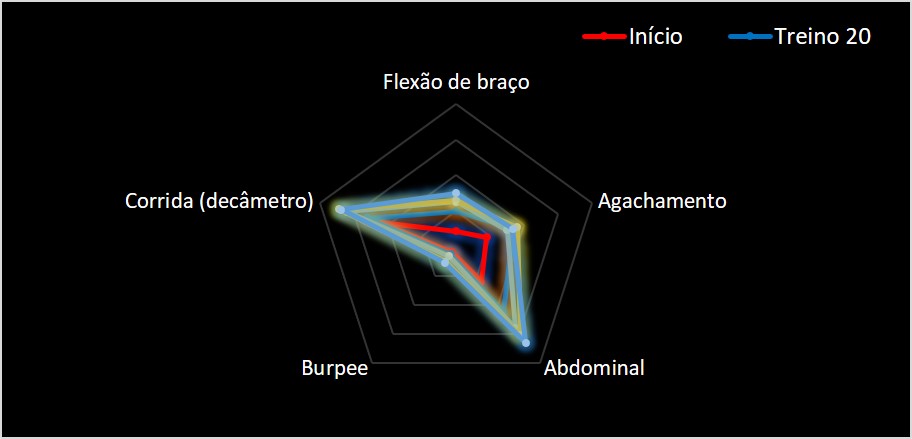 Início
Treino 20
Flexão de braço
Corrida (decâmetro)
Agachamento
Burpee
Abdominal